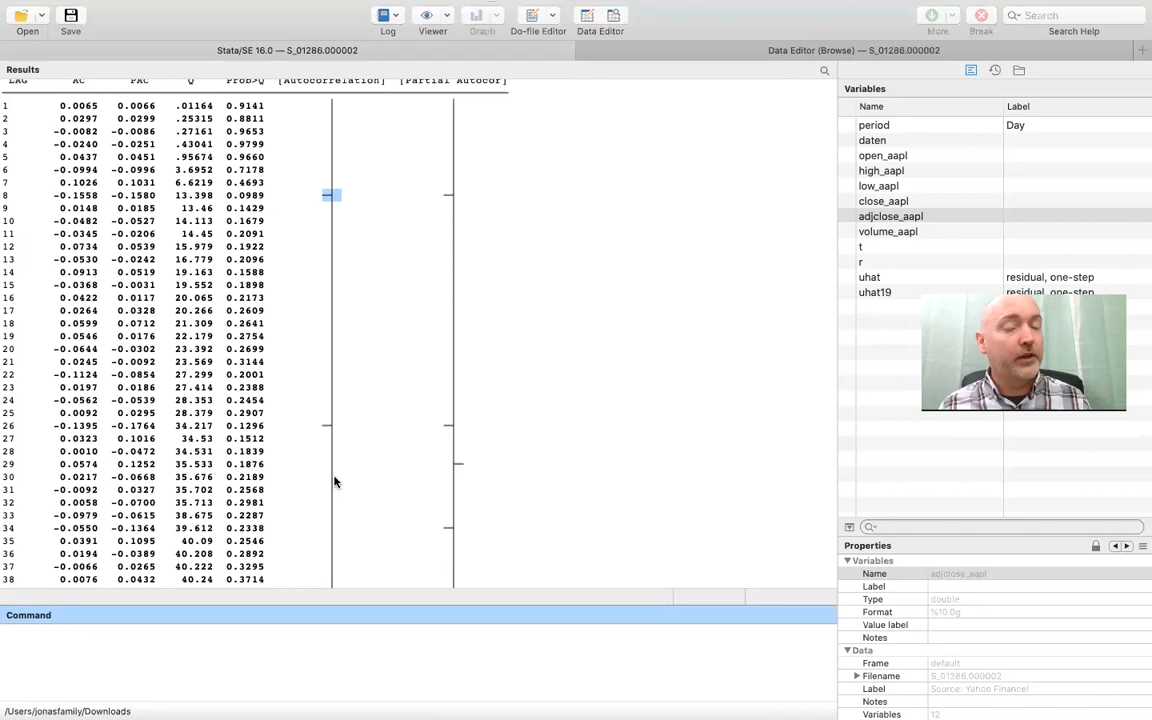 Open Save Log Viewer Graph Do-file Editor Data Editor More Break Search Search Help
Stata/SE 16.0 — S_01286.000002 Data Editor (Browse) — S_01286.000002
Results
LAG AC PAC Q Prob>Q [Autocorrelation] [Partial Autocor]
1 0.0065 0.0066 .01164 0.9141
2 0.0297 0.0299 .25315 0.8811
3 -0.0082 -0.0086 .27161 0.9653
4 -0.0240 -0.0251 .43041 0.9799
5 0.0437 0.0451 .95674 0.9660
6 -0.0994 -0.0996 3.6952 0.7178
7 0.1026 0.1031 6.6219 0.4693
8 -0.1558 -0.1580 13.398 0.0989
9 0.0148 0.0185 13.46 0.1429
10 -0.0482 -0.0527 14.113 0.1679
11 -0.0345 -0.0206 14.45 0.2091
12 0.0734 0.0539 15.979 0.1922
13 -0.0530 -0.0242 16.779 0.2096
14 0.0913 0.0519 19.163 0.1588
15 -0.0368 -0.0031 19.552 0.1898
16 0.0422 0.0117 20.065 0.2173
17 0.0264 0.0328 20.266 0.2609
18 0.0599 0.0712 21.309 0.2641
19 0.0546 0.0176 22.179 0.2754
20 -0.0644 -0.0302 23.392 0.2699
21 0.0245 -0.0092 23.569 0.3144
22 -0.1124 -0.0854 27.299 0.2001
23 0.0197 0.0186 27.414 0.2388
24 -0.0562 -0.0539 28.353 0.2454
25 0.0092 0.0295 28.379 0.2907
26 -0.1395 -0.1764 34.217 0.1296
27 0.0323 0.1016 34.53 0.1512
28 0.0010 -0.0472 34.531 0.1839
29 0.0574 0.1252 35.533 0.1876
30 0.0217 -0.0668 35.676 0.2189
31 -0.0092 0.0327 35.702 0.2568
32 0.0058 -0.0700 35.713 0.2981
33 -0.0979 -0.0615 38.675 0.2287
34 -0.0550 -0.1364 39.612 0.2338
35 0.0391 0.1095 40.09 0.2546
36 0.0194 -0.0389 40.208 0.2892
37 -0.0066 0.0265 40.222 0.3295
38 0.0076 0.0432 40.24 0.3714
Command
/Users/jonasfamily/Downloads
Variables
Name Label
period Day
daten
open_aapl
high_aapl
low_aapl
close_aapl
adjclose_aapl
volume_aapl
t
r
uhat residual, one-step
uhat19 residual, one-step
Properties
Variables
Name adjclose_aapl
Label
Type double
Format %10.0g
Value label
Notes
Data
Frame default
Filename S_01286.000002
Label Source: Yahoo Finance!
Notes
Variables 12